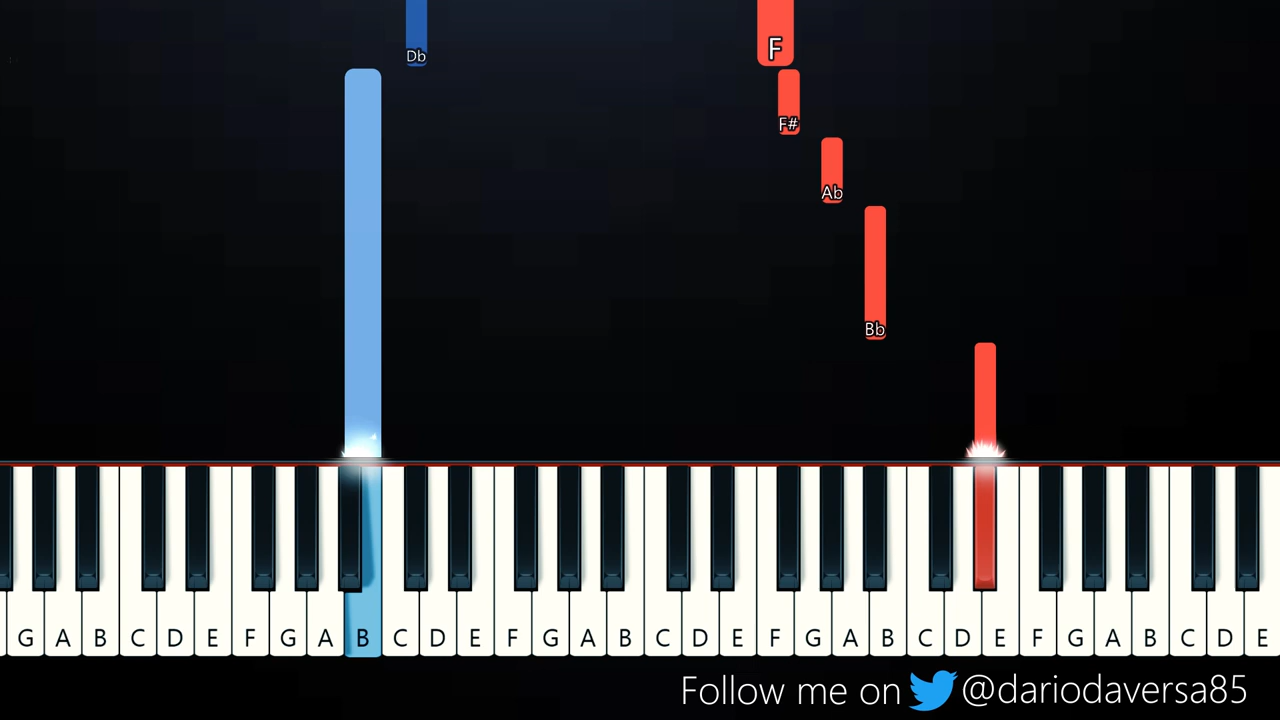 Db
F
F#
Ab
Bb
G A B C D E F G A B C D E F G A B C D E F G A B C D E F G A B C D E
Follow me on @dariodaversa85